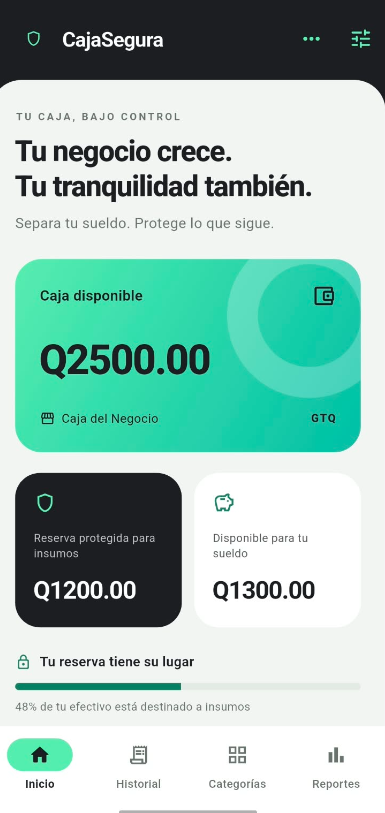 CajaSegura
TU CAJA, BAJO CONTROL
Tu negocio crece.
Tu tranquilidad también.
Separa tu sueldo. Protege lo que sigue.
Caja disponible
Q2500.00
Caja del Negocio
GTQ
Reserva protegida para
insumos
Q1200.00
Disponible para tu
sueldo
Q1300.00
Tu reserva tiene su lugar
48% de tu efectivo está destinado a insumos
Inicio
Historial
Categorías
Reportes